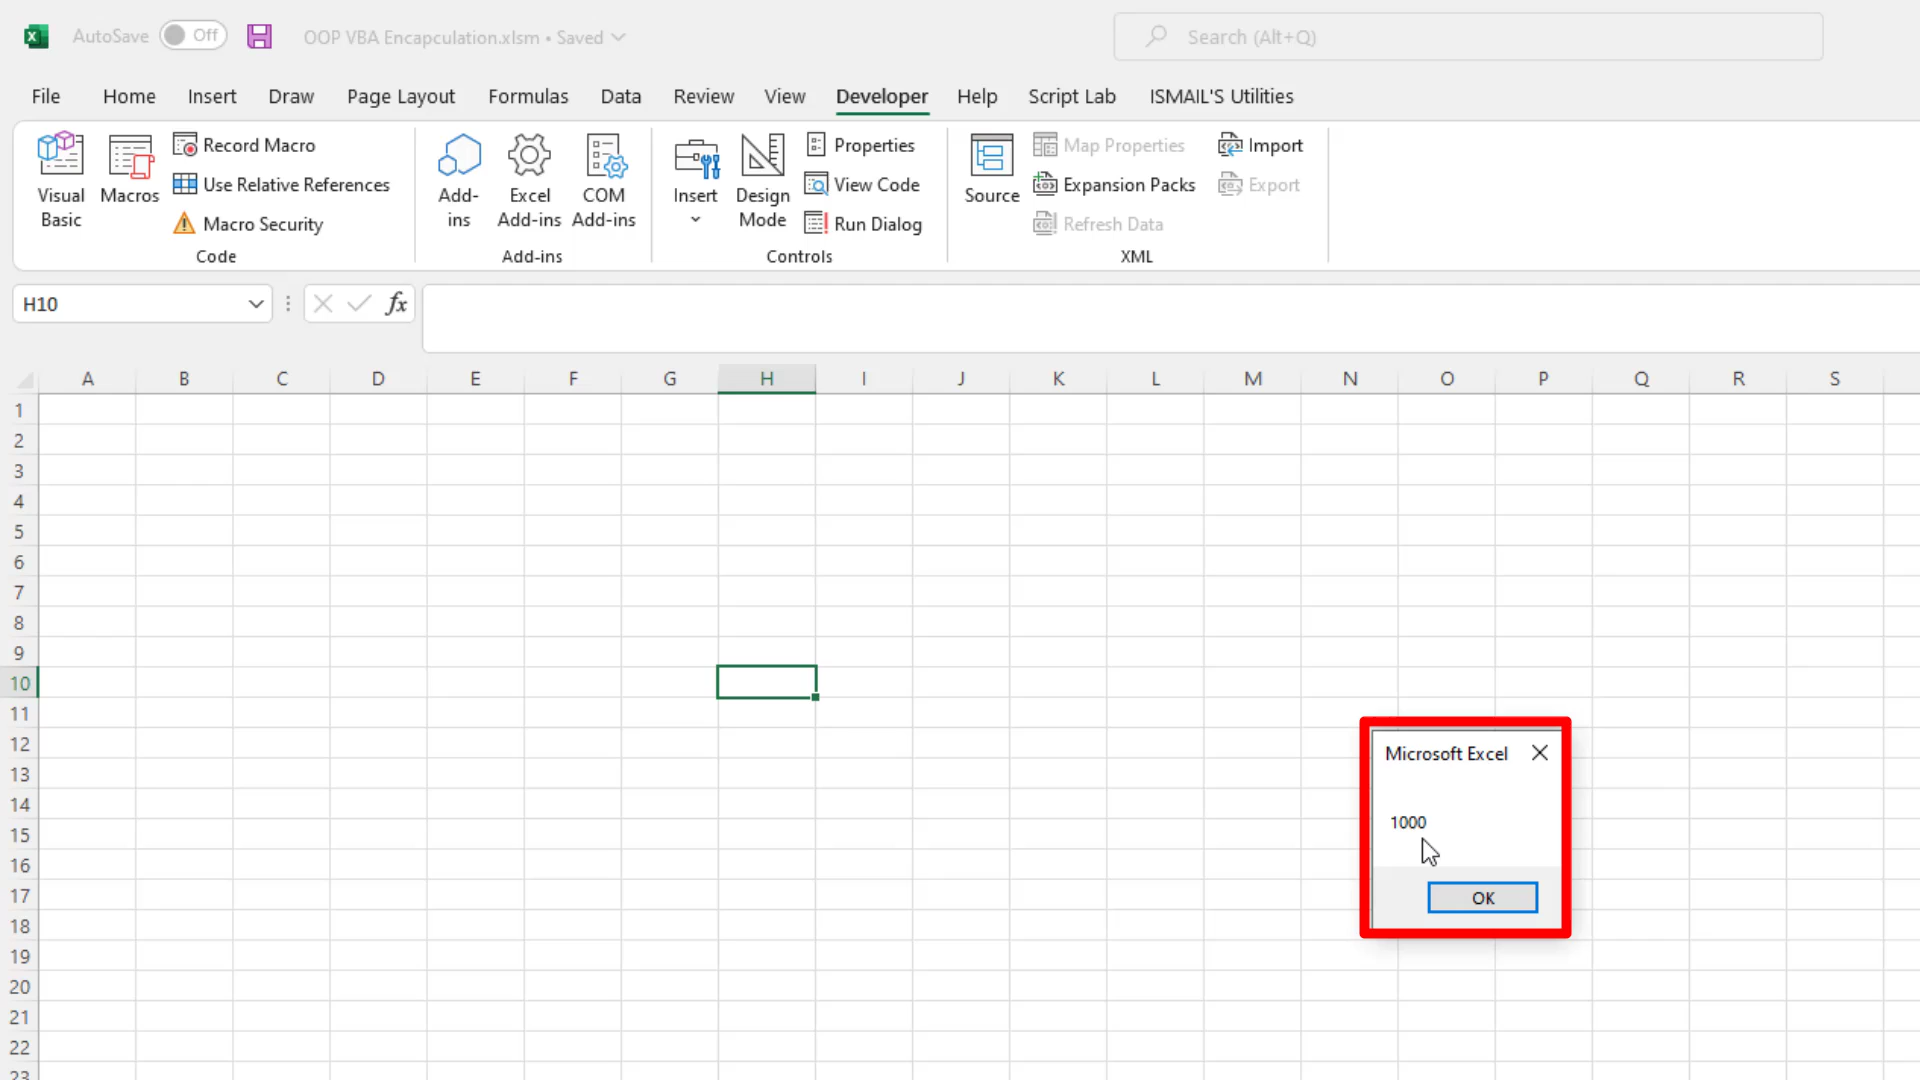 AutoSave Off OOP VBA Encapculation.xlsm • Saved Search (Alt+Q)
File Home Insert Draw Page Layout Formulas Data Review View Developer Help Script Lab ISMAIL'S Utilities
Visual Basic
Macros
Record Macro
Use Relative References
Macro Security
Code
Add-ins
Excel Add-ins
COM Add-ins
Add-ins
Insert
Design Mode
Properties
View Code
Run Dialog
Controls
Source
Map Properties
Expansion Packs
Refresh Data
Import
Export
XML
H10 fx
A B C D E F G H I J K L M N O P Q R S
1
2
3
4
5
6
7
8
9
10
11
12
13
14
15
16
17
18
19
20
21
22
23
Microsoft Excel
1000
OK